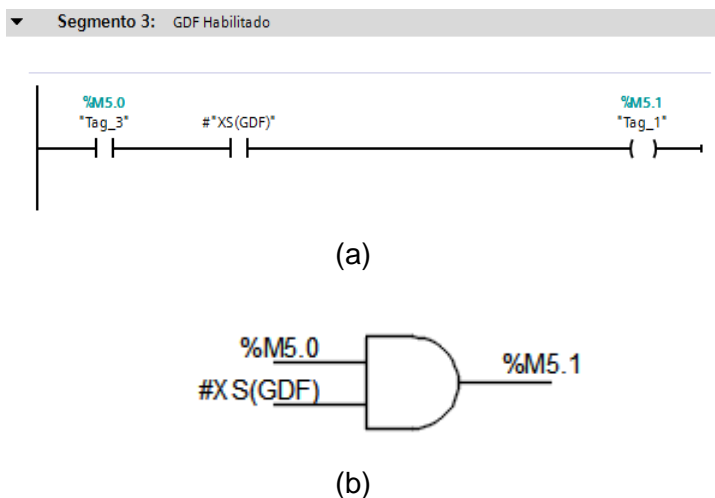 Segmento 3: GDF Habilitado
%M5.0 %M5.1
"Tag_3" #"XS(GDF)" "Tag_1"
(a)
%M5.0
%M5.1
#XS(GDF)
(b)